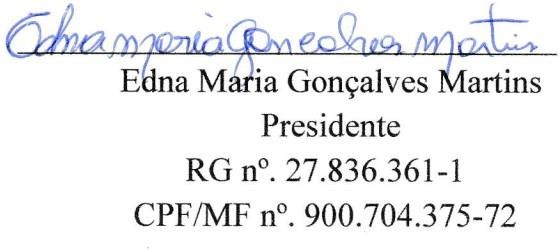 Edna Maria Gonçalves Martins
Edna Maria Gonçalves Martins
Presidente
RG nº. 27.836.361-1
CPF/MF nº. 900.704.375-72